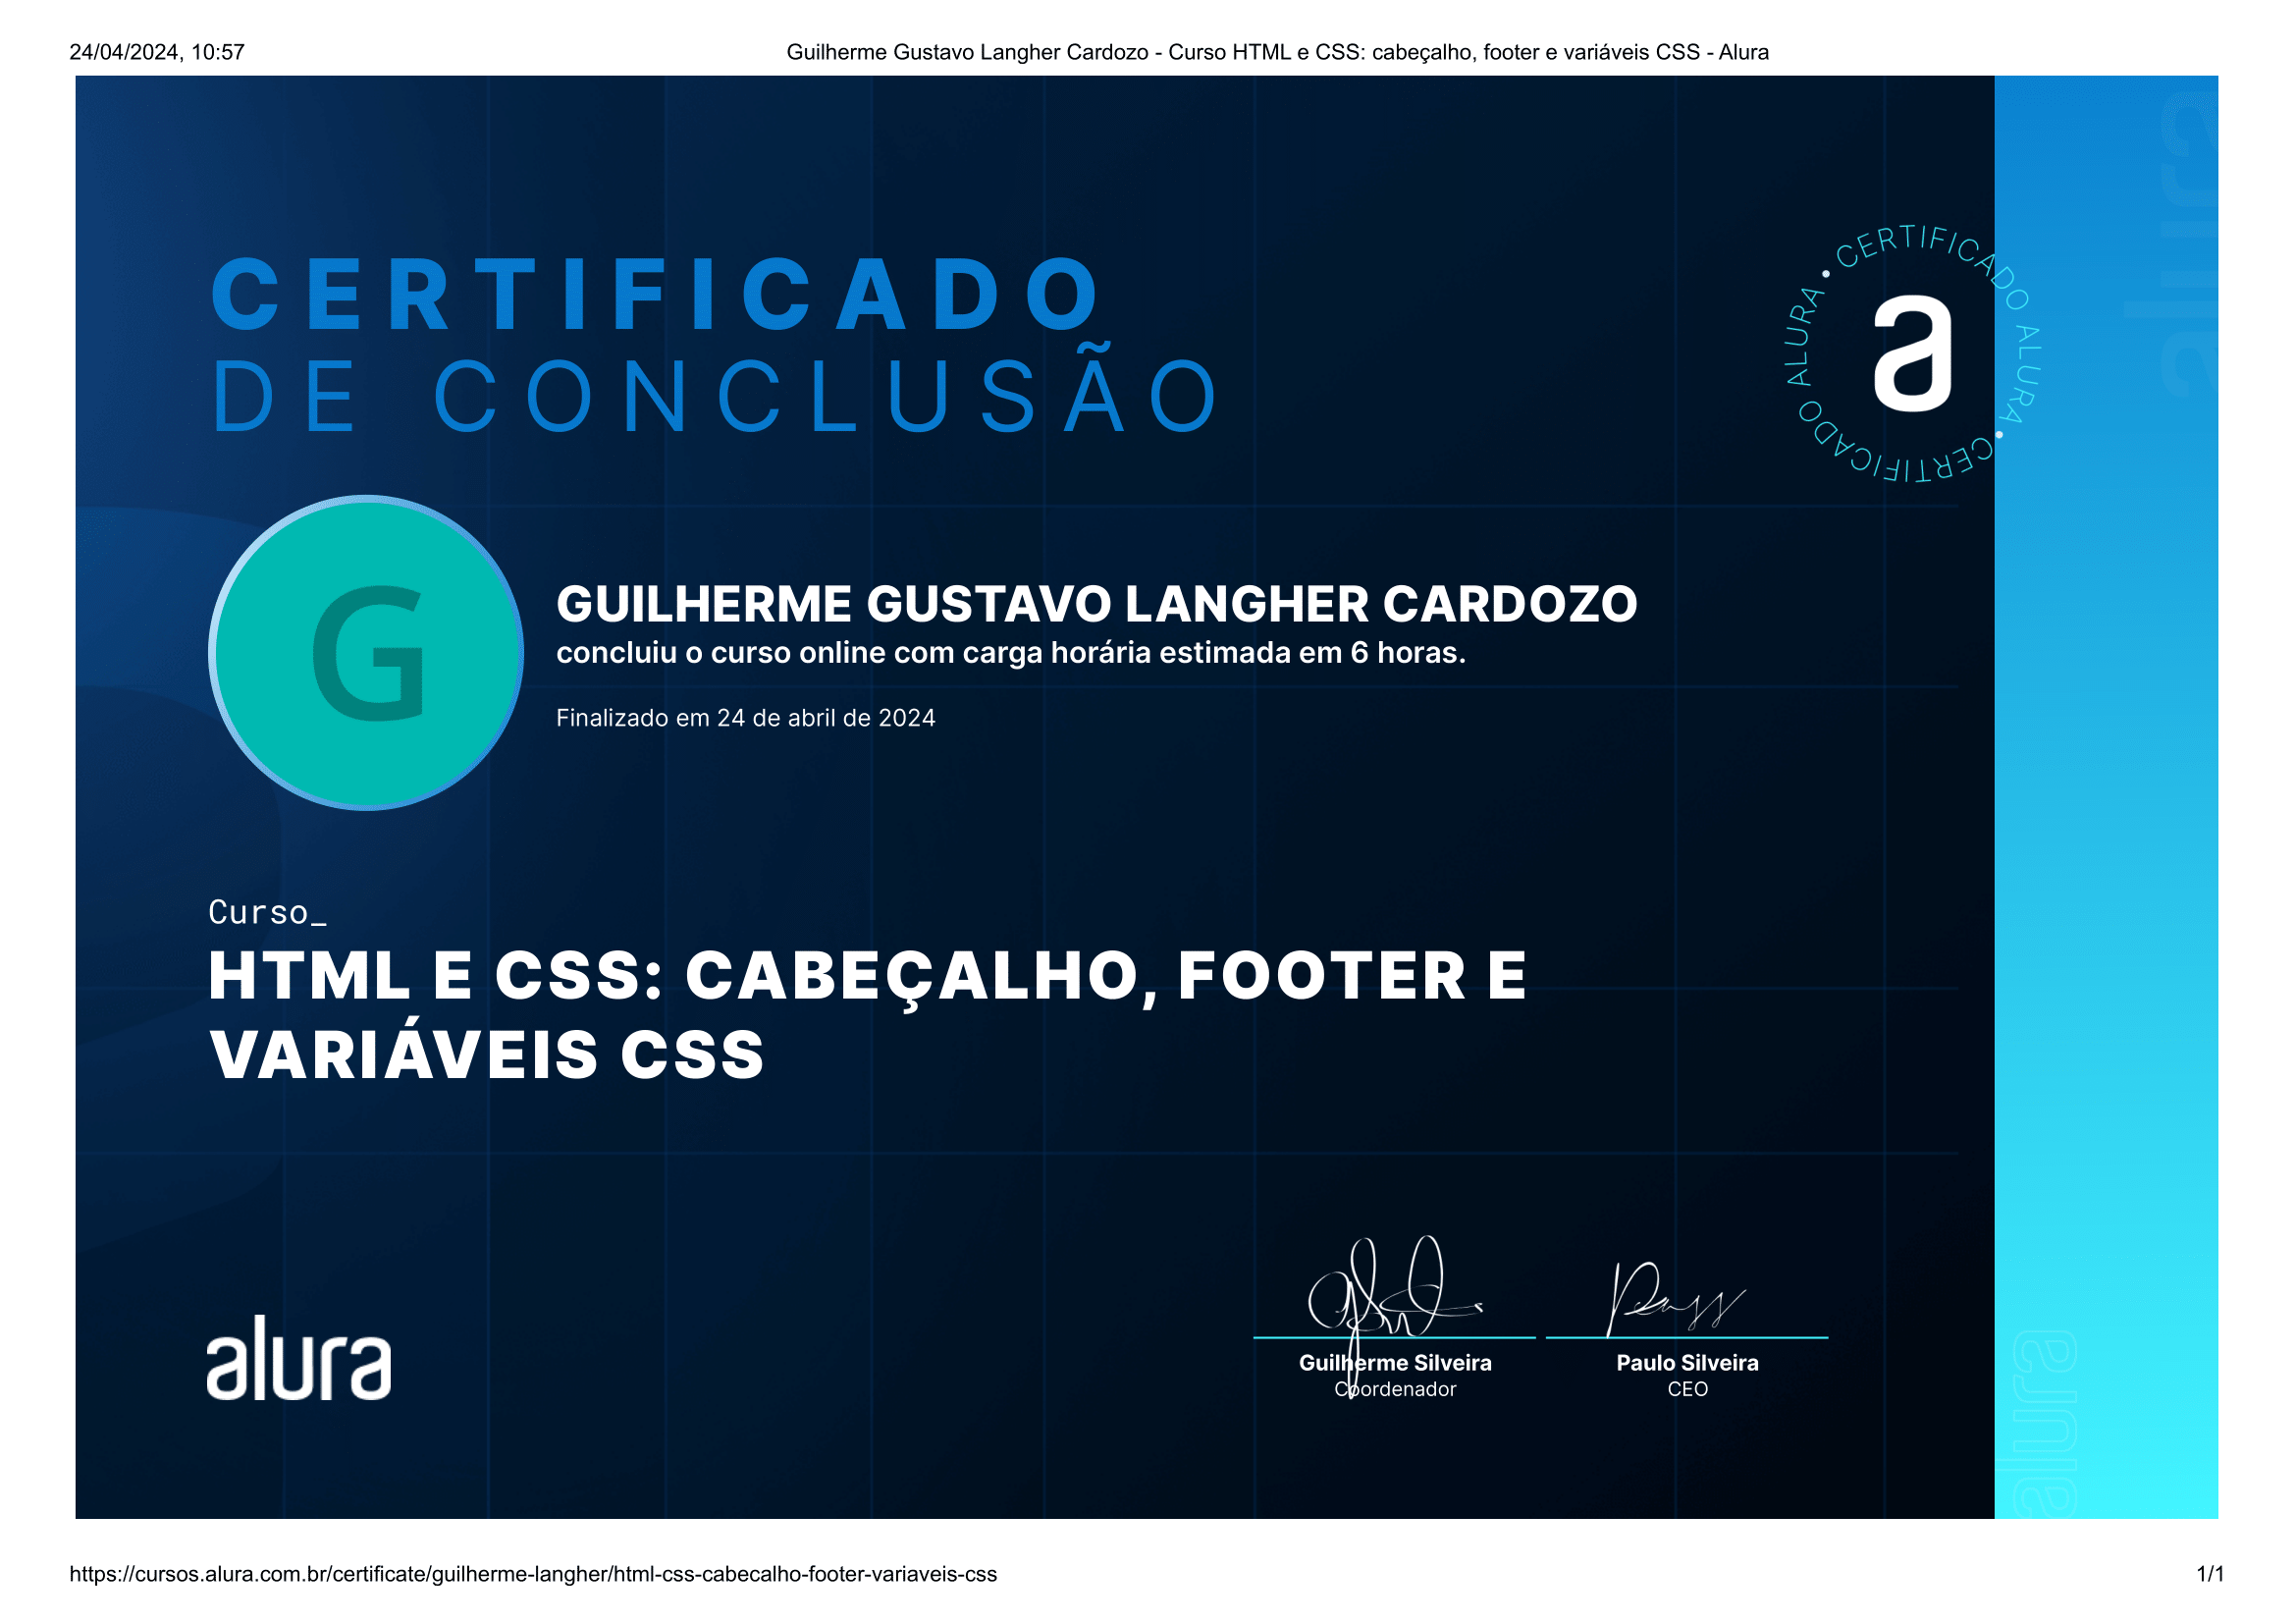 24/04/2024, 10:57
Guilherme Gustavo Langher Cardozo - Curso HTML e CSS: cabeçalho, footer e variáveis CSS - Alura
alura
CERTIFICADO
DE CONCLUSÃO
• CERTIFICADO ALURA • CERTIFICADO ALURA
a
G
GUILHERME GUSTAVO LANGHER CARDOZO
concluiu o curso online com carga horária estimada em 6 horas.
Finalizado em 24 de abril de 2024
Curso_
HTML E CSS: CABEÇALHO, FOOTER E
VARIÁVEIS CSS
alura
Guilherme Silveira
Coordenador
Paulo Silveira
CEO
alura
https://cursos.alura.com.br/certificate/guilherme-langher/html-css-cabecalho-footer-variaveis-css
1/1